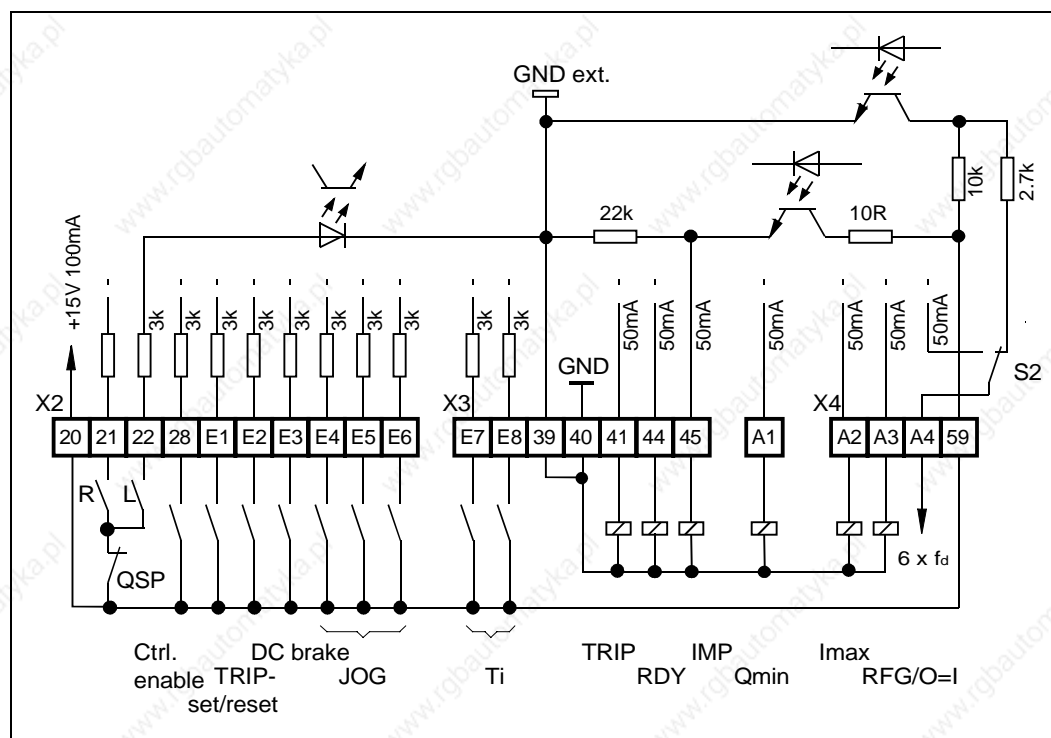 GND ext.
10k
2.7k
22k
10R
+15V 100mA
3k
3k
3k
3k
3k
3k
3k
3k
3k
3k
50mA
50mA
50mA
50mA
50mA
50mA
50mA
GND
S2
X2
X3
X4
20 21 22 28 E1 E2 E3 E4 E5 E6
E7 E8 39 40 41 44 45
A1
A2 A3 A4 59
R
L
QSP
6 x fd
Ctrl. DC brake TRIP IMP Imax
enable TRIP- JOG Ti RDY Qmin RFG/O=I
set/reset
www.rgbautomatyka.pl